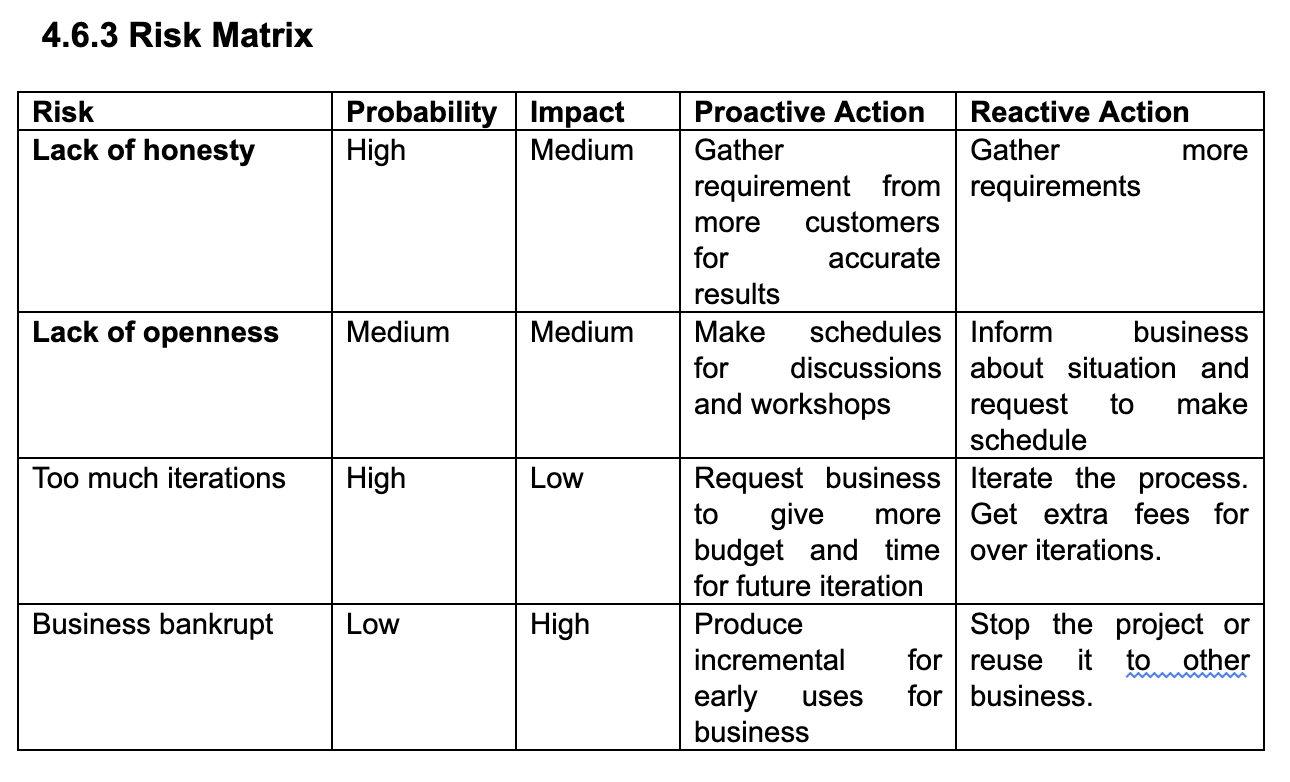 4.6.3 Risk Matrix
Risk
Probability
Impact
Proactive Action
Reactive Action
Lack of honesty
High
Medium
Gather
requirement from
more customers
for accurate
results
Gather more
requirements
Lack of openness
Medium
Medium
Make schedules
for discussions
and workshops
Inform business
about situation and
request to make
schedule
Too much iterations
High
Low
Request business
to give more
budget and time
for future iteration
Iterate the process.
Get extra fees for
over iterations.
Business bankrupt
Low
High
Produce
incremental for
early uses for
business
Stop the project or
reuse it to other
business.